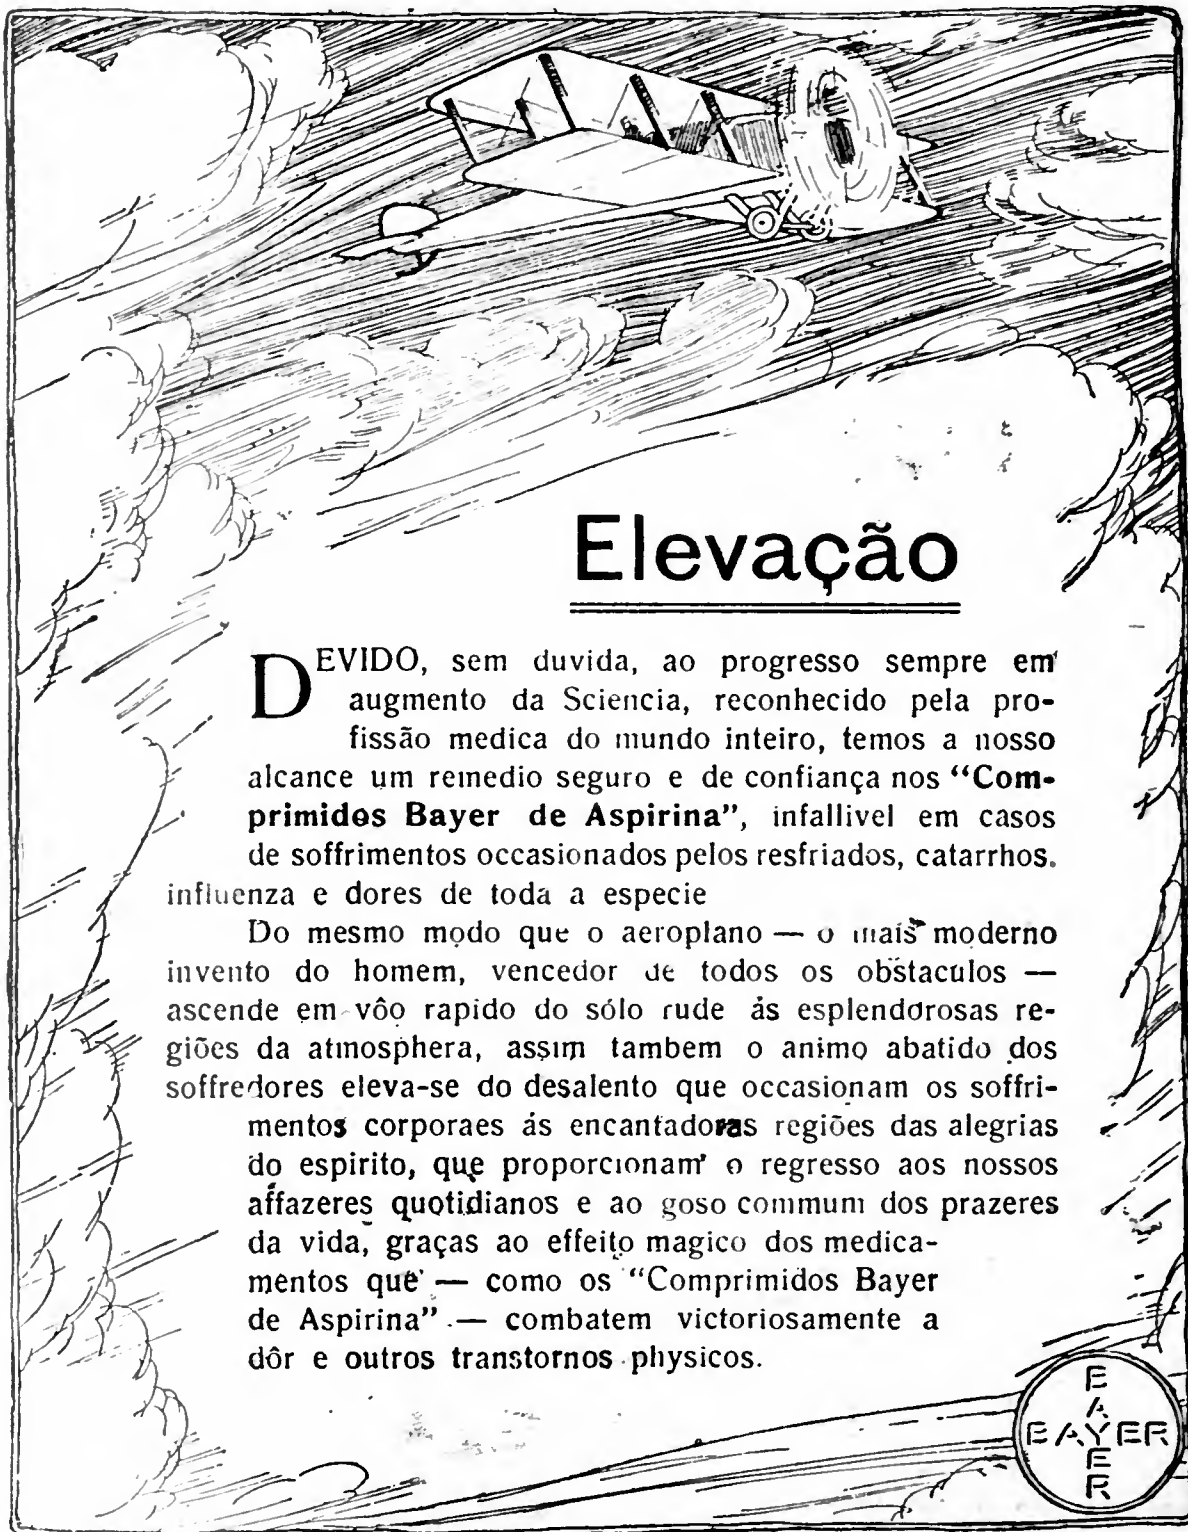 Elevação
DEVIDO, sem duvida, ao progresso sempre em
augmento da Sciencia, reconhecido pela pro-
fissão medica do mundo inteiro, temos a nosso
alcance um remedio seguro e de confiança nos “Com-
primidos Bayer de Aspirina”, infallivel em casos
de soffrimentos occasionados pelos resfriados, catarrhos.
influenza e dores de toda a especie
Do mesmo modo que o aeroplano — o mais moderno
invento do homem, vencedor de todos os obstaculos —
ascende em vôo rapido do sólo rude ás esplendorosas re-
giões da atmosphera, assim tambem o animo abatido dos
soffredores eleva-se do desalento que occasionam os soffri-
mentos corporaes ás encantadoras regiões das alegrias
do espirito, que proporcionam o regresso aos nossos
affazeres quotidianos e ao goso commum dos prazeres
da vida, graças ao effeito magico dos medica-
mentos que — como os “Comprimidos Bayer
de Aspirina” — combatem victoriosamente a
dôr e outros transtornos physicos.
BAYER
BAYER